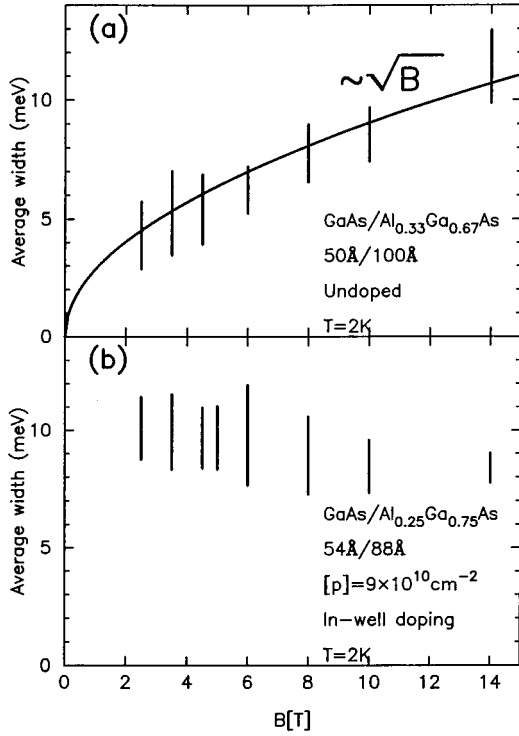 (a)
~√B
10
5
0
Average width (meV)
GaAs/Al0.33Ga0.67As
50Å/100Å
Undoped
T=2K
(b)
10
5
0
Average width (meV)
GaAs/Al0.25Ga0.75As
54Å/88Å
[p]=9×10^10cm^-2
In-well doping
T=2K
0 2 4 6 8 10 12 14
B[T]